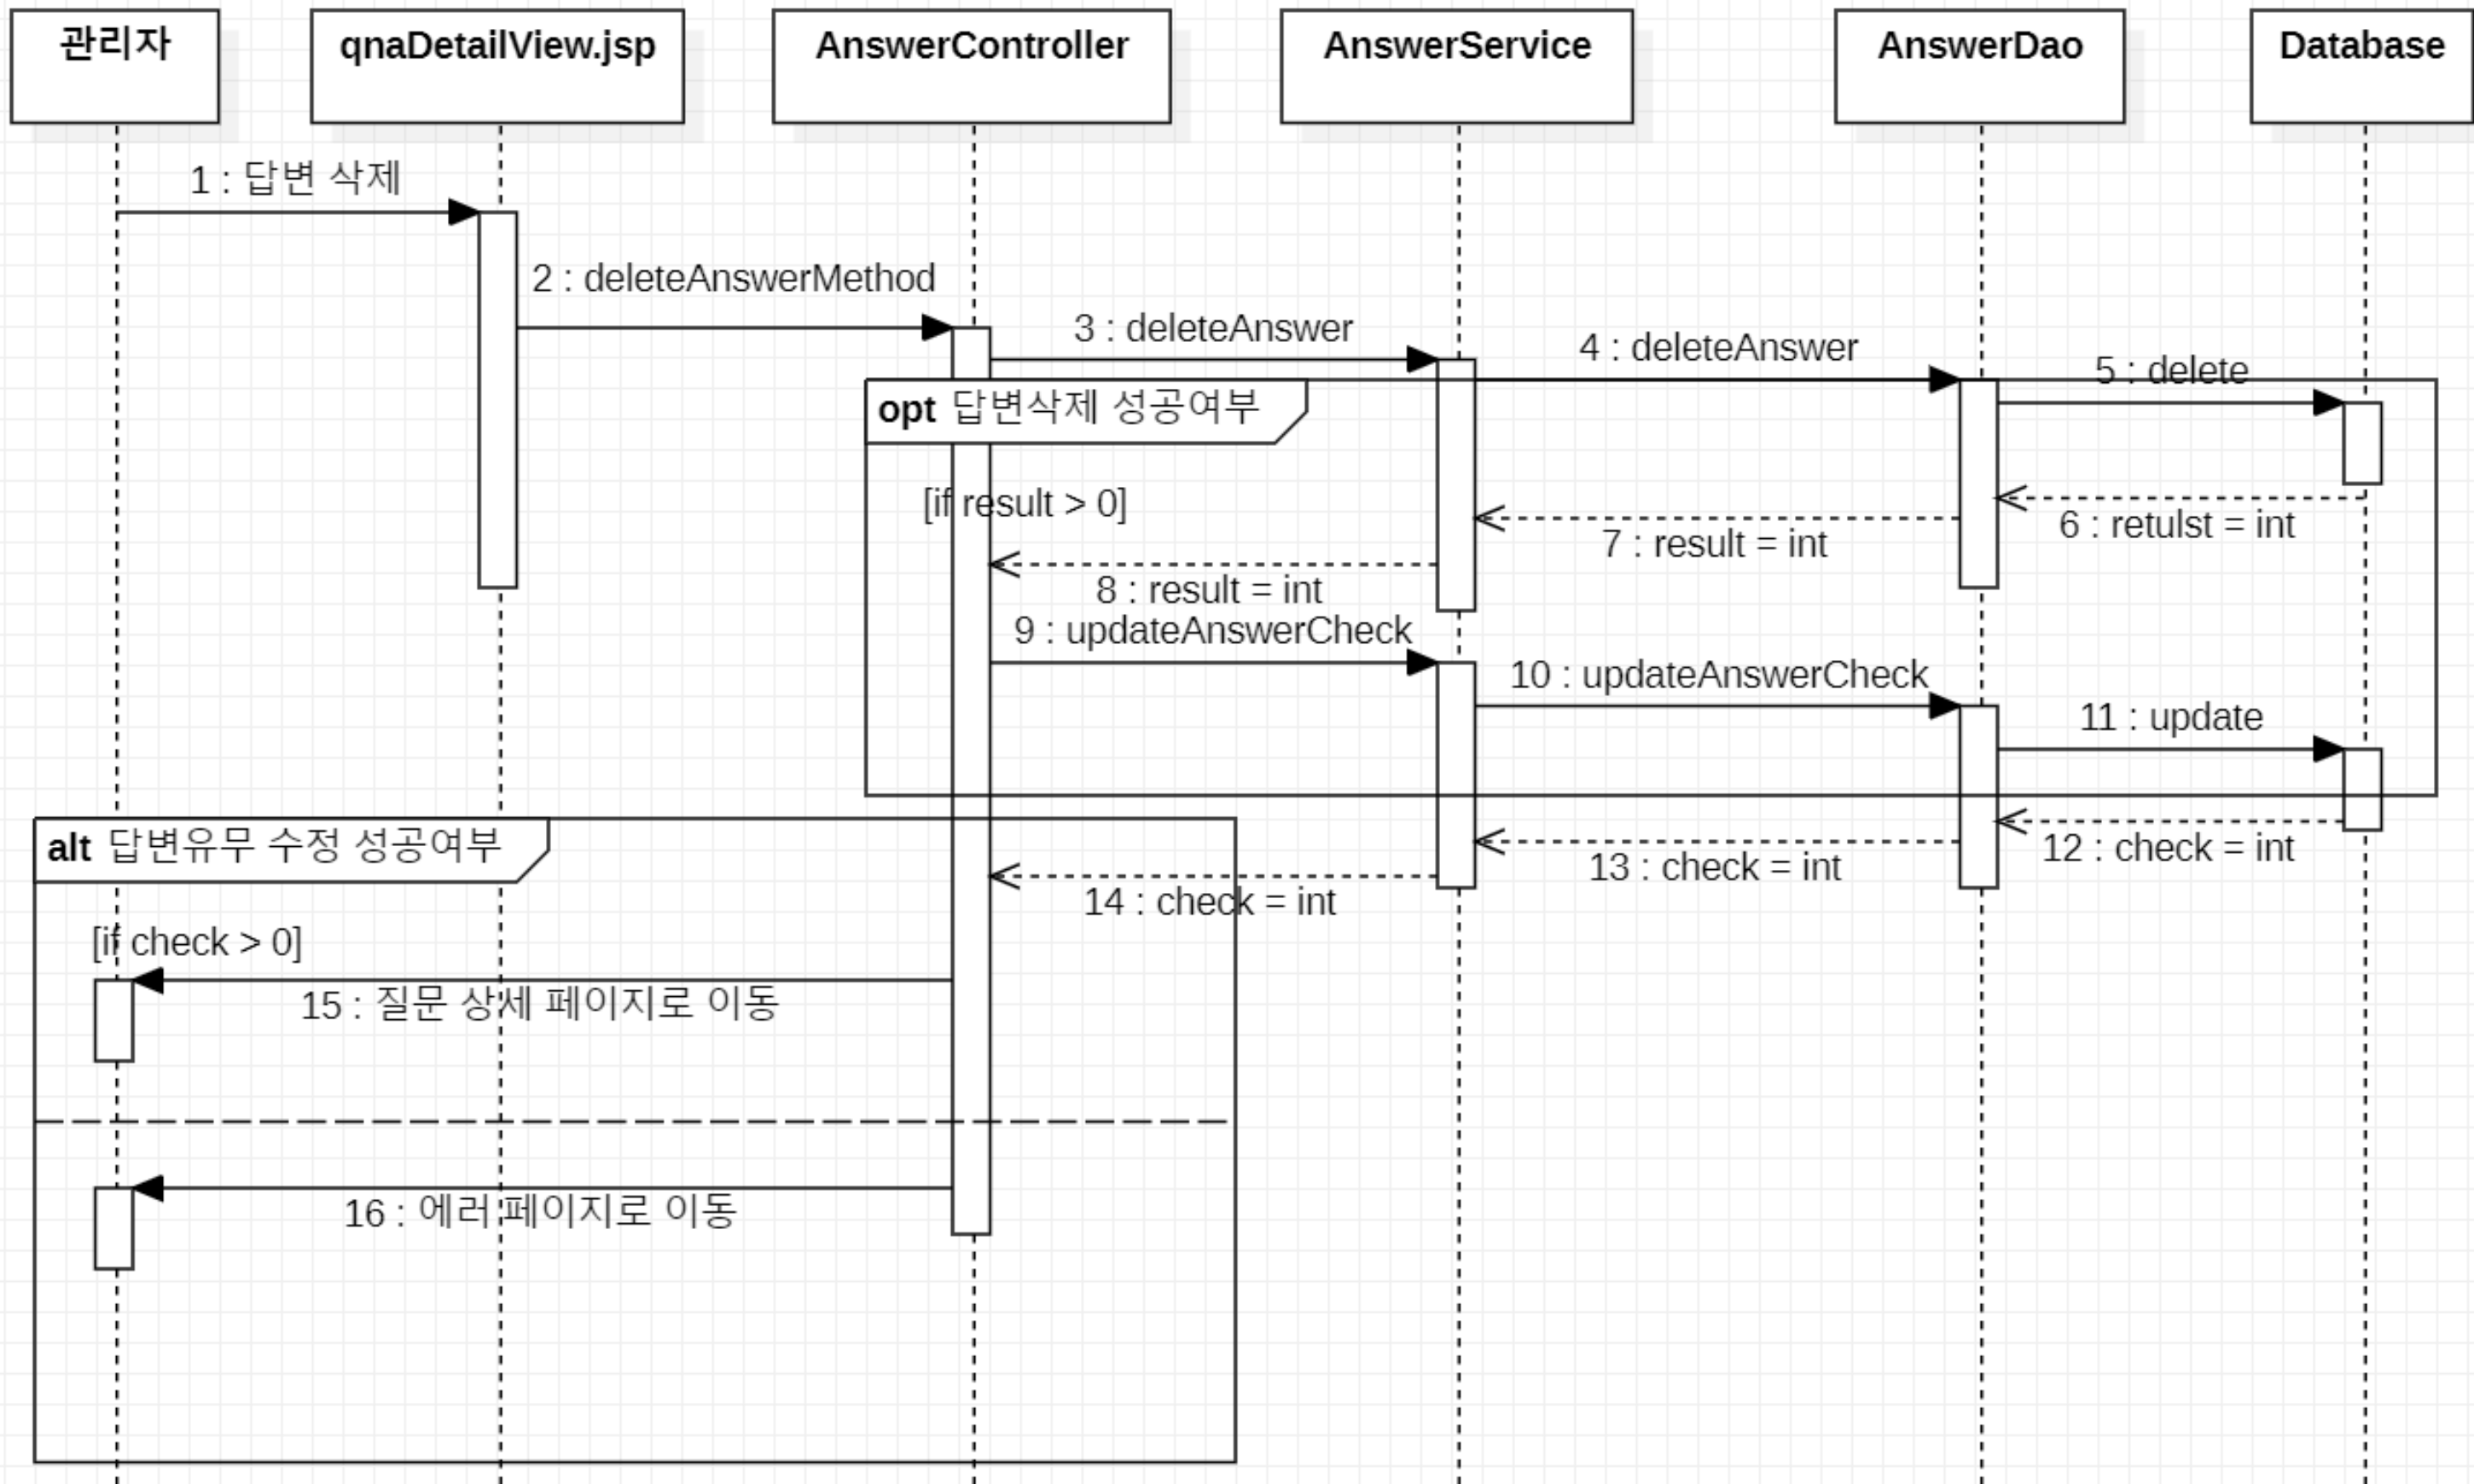 관리자
qnaDetailView.jsp
AnswerController
AnswerService
AnswerDao
Database
1 : 답변 삭제
2 : deleteAnswerMethod
3 : deleteAnswer
4 : deleteAnswer
5 : delete
opt 답변삭제 성공여부
[if result > 0]
6 : retulst = int
7 : result = int
8 : result = int
9 : updateAnswerCheck
10 : updateAnswerCheck
11 : update
alt 답변유무 수정 성공여부
12 : check = int
13 : check = int
14 : check = int
[if check > 0]
15 : 질문 상세 페이지로 이동
16 : 에러 페이지로 이동